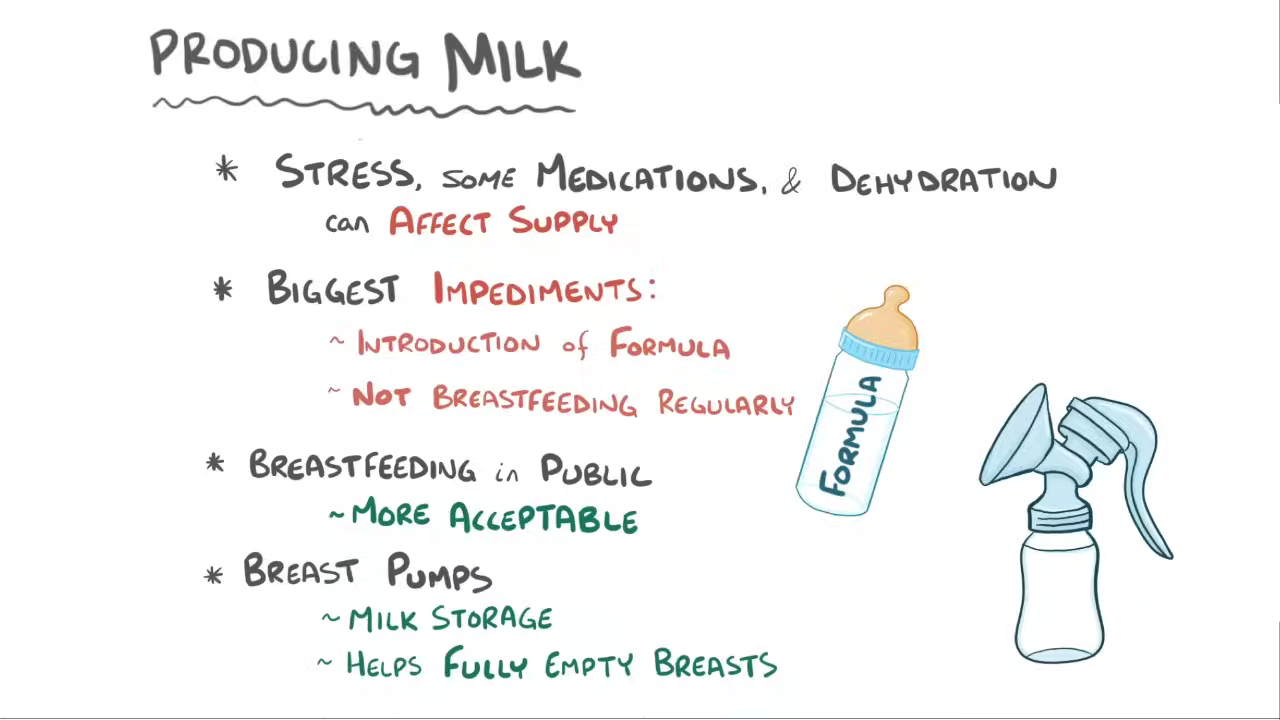 PRODUCING MILK
* STRESS, SOME MEDICATIONS, & DEHYDRATION
can AFFECT SUPPLY
* BIGGEST IMPEDIMENTS:
~ INTRODUCTION of FORMULA
~ NOT BREASTFEEDING REGULARLY
FORMULA
* BREASTFEEDING in PUBLIC
~ MORE ACCEPTABLE
* BREAST PUMPS
~ MILK STORAGE
~ HELPS FULLY EMPTY BREASTS